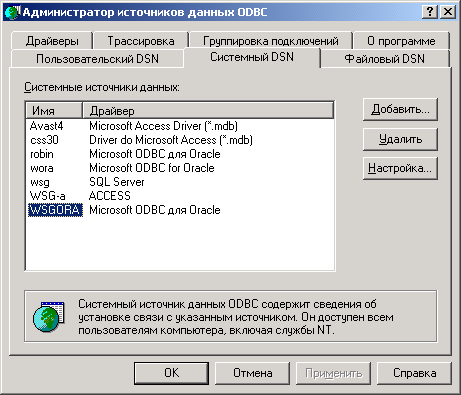 Администратор источников данных ODBC
Драйверы Трассировка Группировка подключений О программе
Пользовательский DSN Системный DSN Файловый DSN
Системные источники данных:
Имя Драйвер
Avast4 Microsoft Access Driver (*.mdb)
css30 Driver do Microsoft Access (*.mdb)
robin Microsoft ODBC для Oracle
wora Microsoft ODBC for Oracle
wsg SQL Server
WSG-a ACCESS
WSGORA Microsoft ODBC для Oracle
Добавить...
Удалить
Настройка...
Системный источник данных ODBC содержит сведения об
установке связи с указанным источником. Он доступен всем
пользователям компьютера, включая службы NT.
OK Отмена Применить Справка